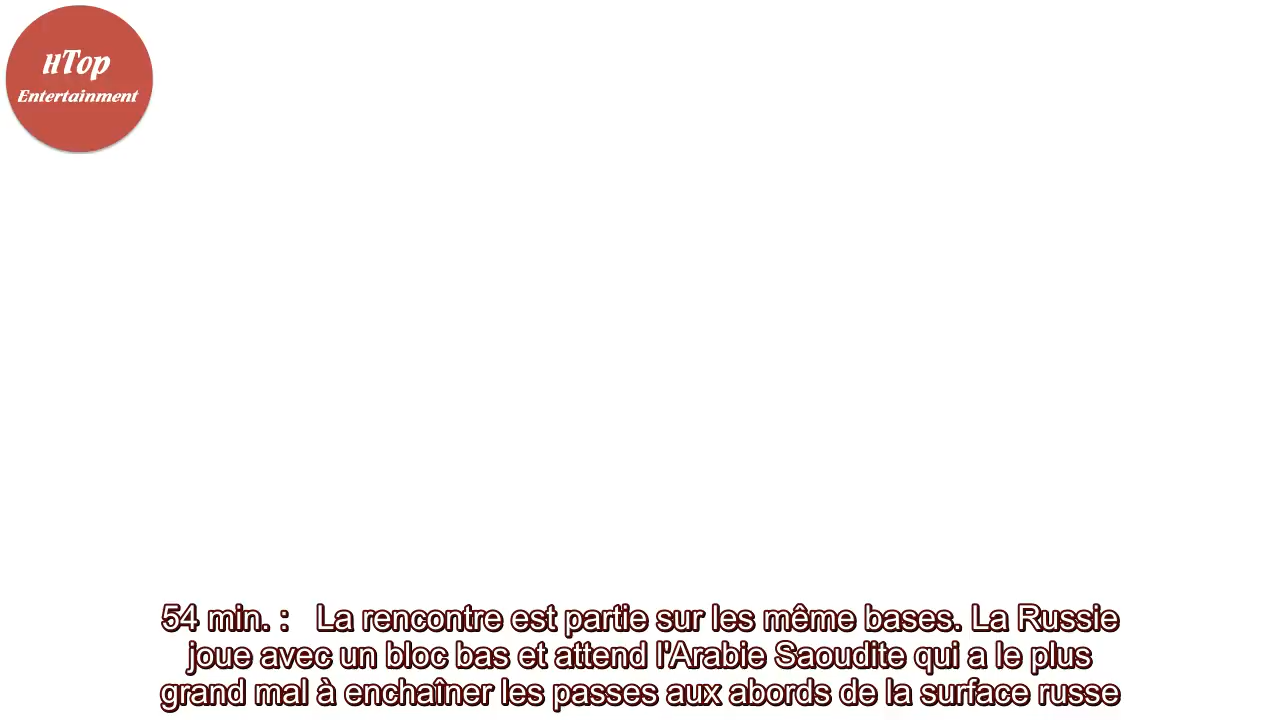 HTop
Entertainment
54 min. : La rencontre est partie sur les même bases. La Russie
joue avec un bloc bas et attend l'Arabie Saoudite qui a le plus
grand mal à enchaîner les passes aux abords de la surface russe